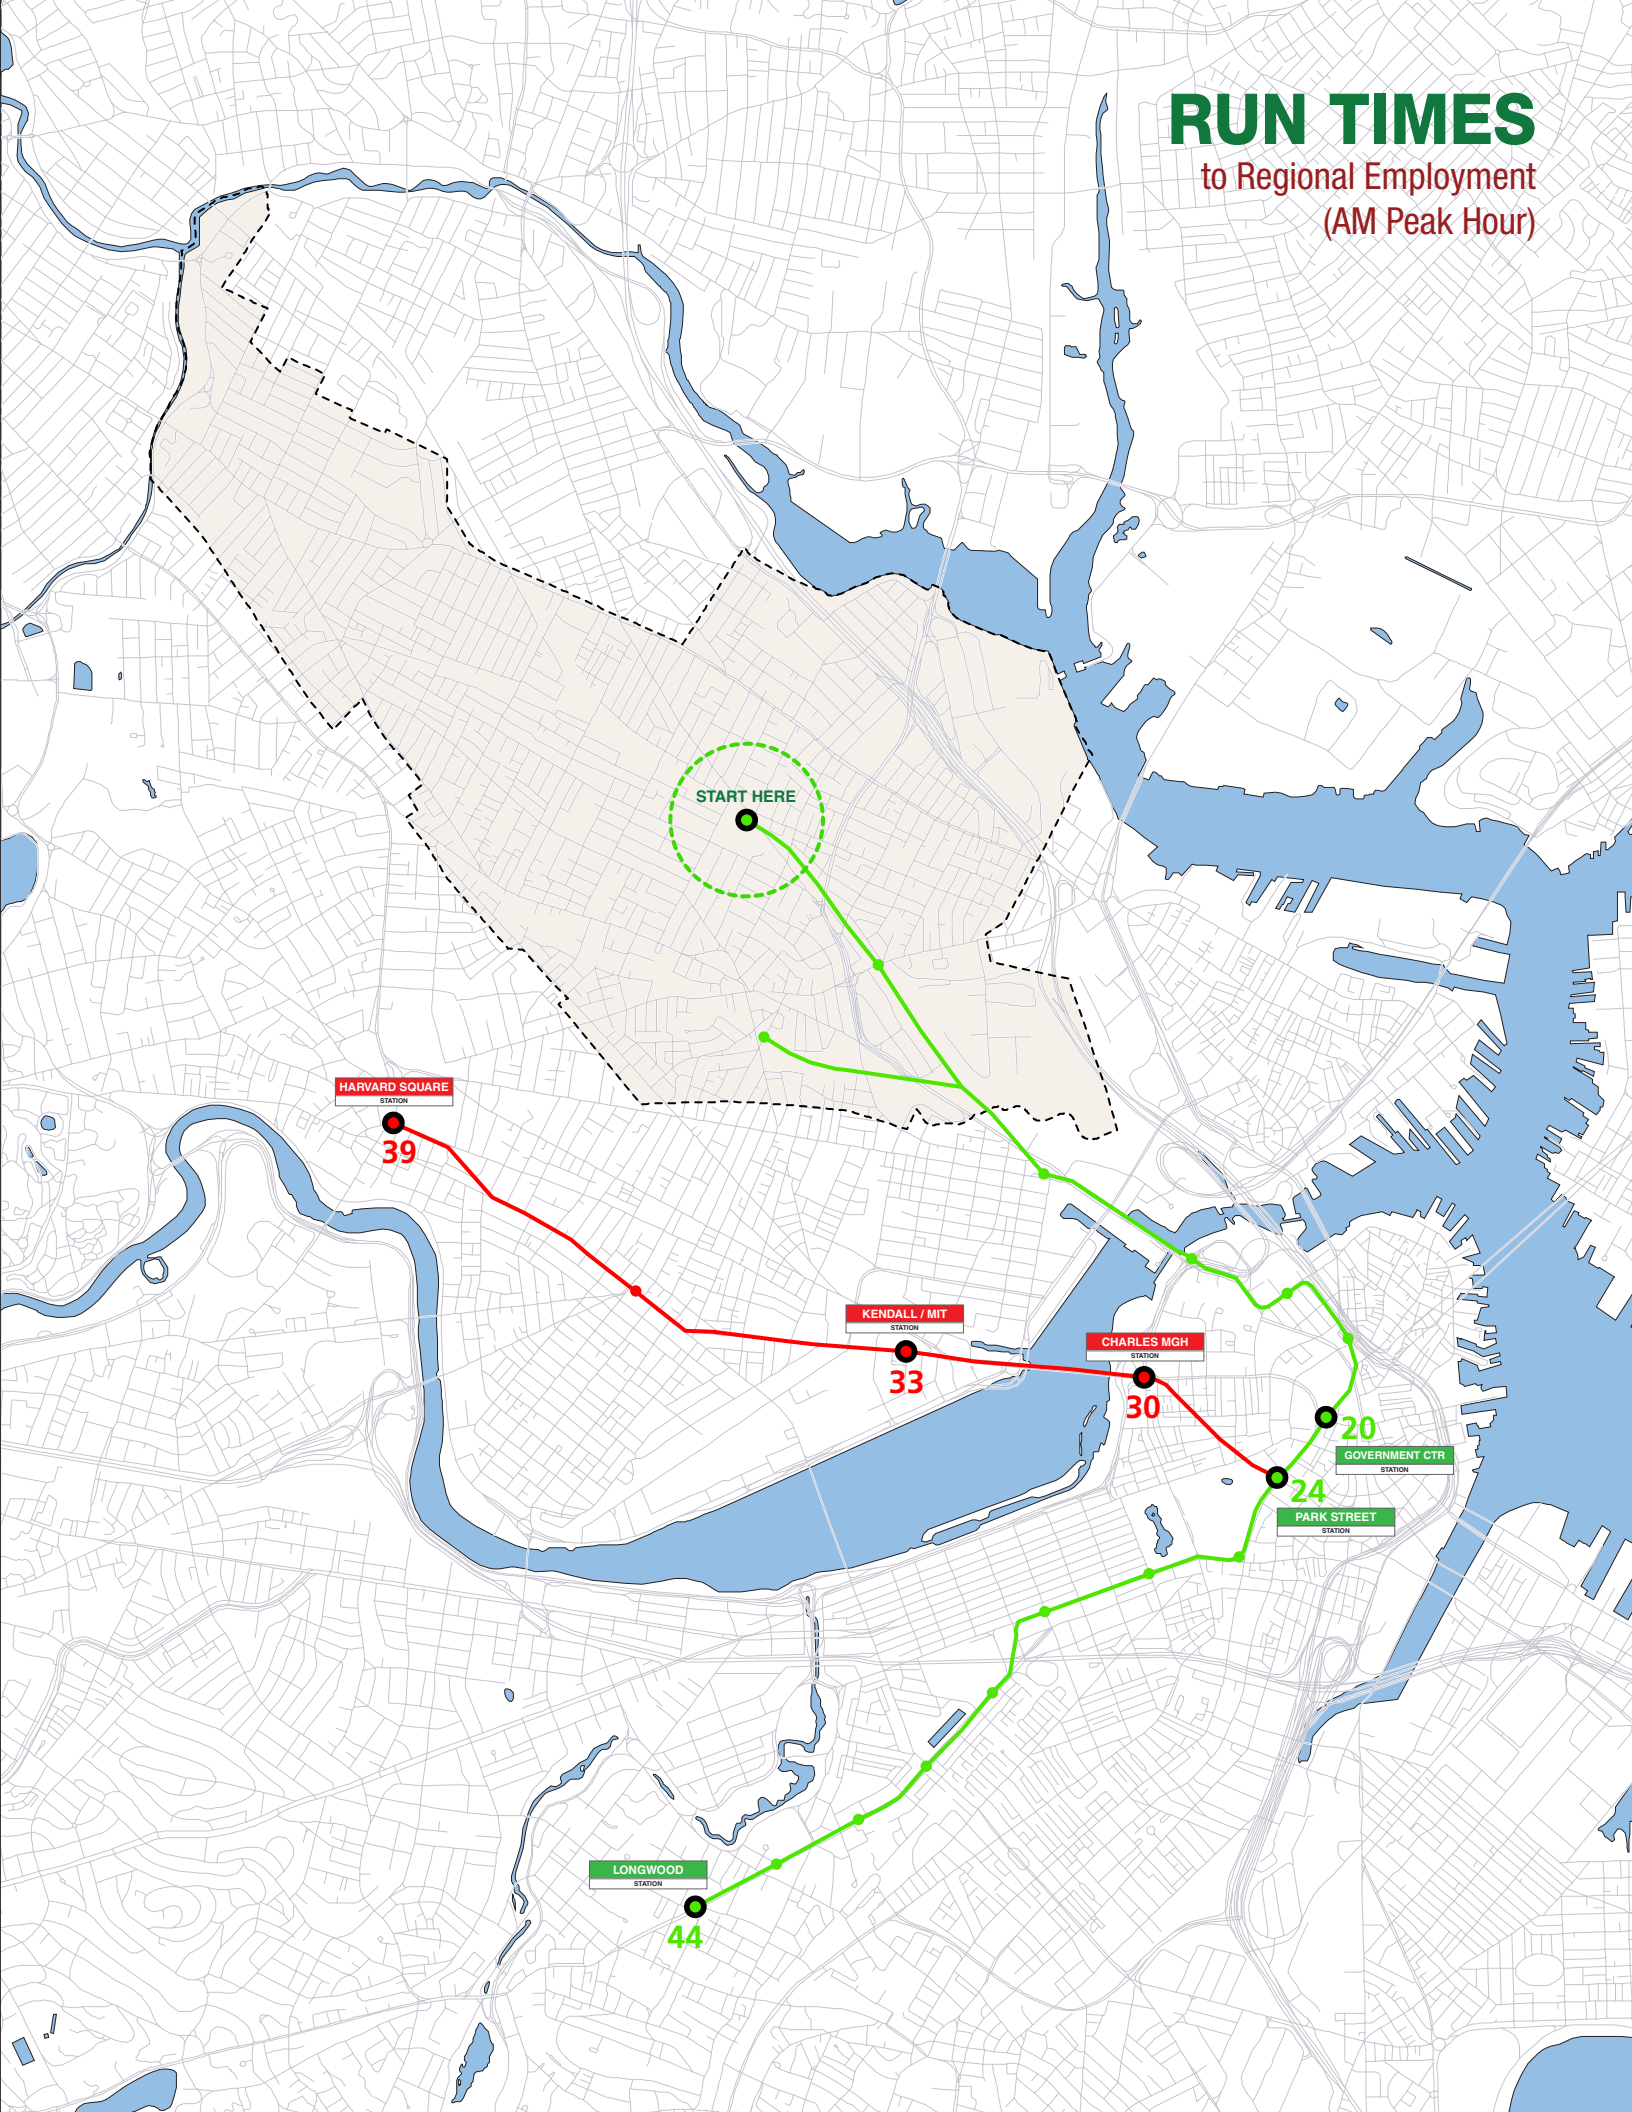 RUN TIMES
to Regional Employment
(AM Peak Hour)
START HERE
HARVARD SQUARE
STATION
39
KENDALL / MIT
STATION
33
CHARLES MGH
STATION
30
20
GOVERNMENT CTR
STATION
24
PARK STREET
STATION
LONGWOOD
STATION
44